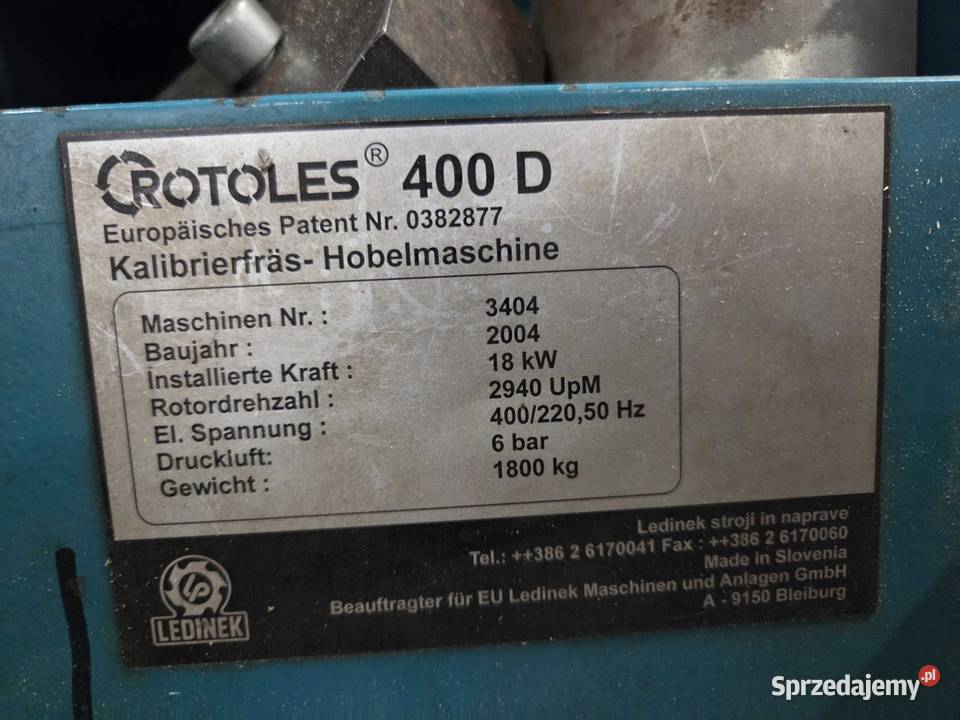 ROTOLES® 400 D
Europäisches Patent Nr. 0382877
Kalibrierfräs- Hobelmaschine
Maschinen Nr. : 3404
Baujahr : 2004
Installierte Kraft : 18 kW
Rotordrehzahl : 2940 UpM
El. Spannung : 400/220,50 Hz
Druckluft: 6 bar
Gewicht : 1800 kg
Ledinek stroji in naprave
Tel.: ++386 2 6170041 Fax : ++386 2 6170060
Made in Slovenia
Beauftragter für EU Ledinek Maschinen und Anlagen GmbH
A - 9150 Bleiburg
LP
LEDINEK
Sprzedajemy.pl